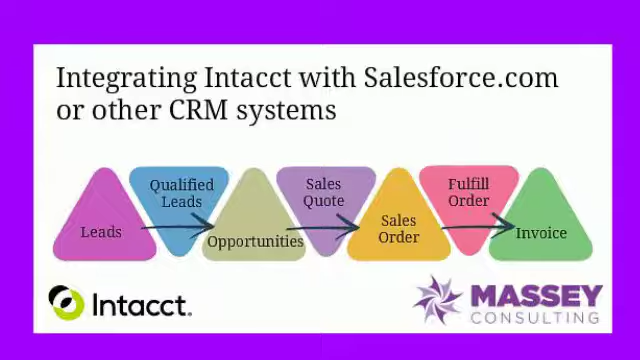 Integrating Intacct with Salesforce.com
or other CRM systems
Leads
Qualified
Leads
Opportunities
Sales
Quote
Sales
Order
Fulfill
Order
Invoice
Intacct.
MASSEY
CONSULTING